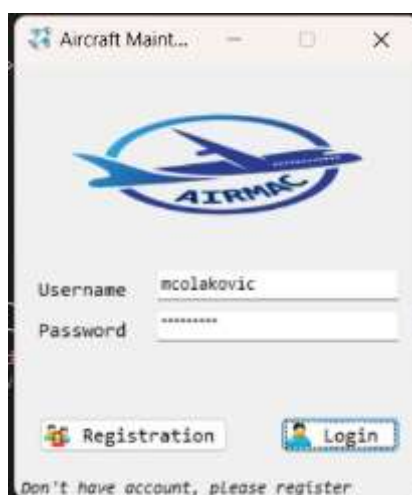 Aircraft Maint...
AIRMAC
Username mcolakovic
Password ---------
Registration Login
Don't have account, please register